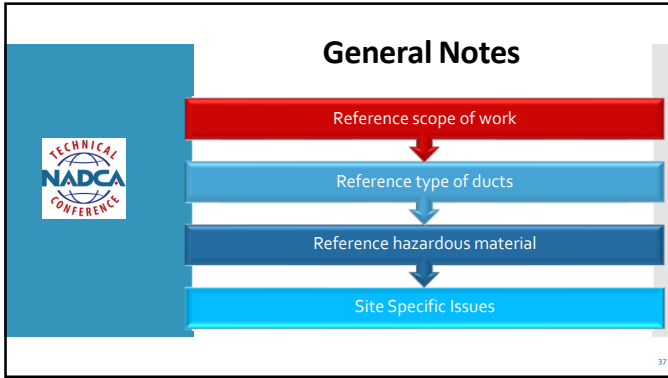 General Notes
TECHNICAL
NADCA
CONFERENCE
Reference scope of work
Reference type of ducts
Reference hazardous material
Site Specific Issues
37